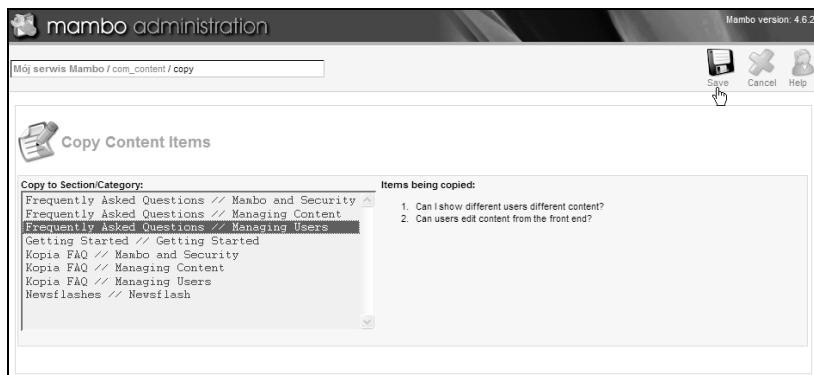 mambo administration
Mambo version: 4.6.2
Mój serwis Mambo / com_content / copy
Save Cancel Help
Copy Content Items
Copy to Section/Category:
Frequently Asked Questions // Mambo and Security
Frequently Asked Questions // Managing Content
Frequently Asked Questions // Managing Users
Getting Started // Getting Started
Kopia FAQ // Mambo and Security
Kopia FAQ // Managing Content
Kopia FAQ // Managing Users
Newsflashes // Newsflash
Items being copied:
1. Can I show different users different content?
2. Can users edit content from the front end?